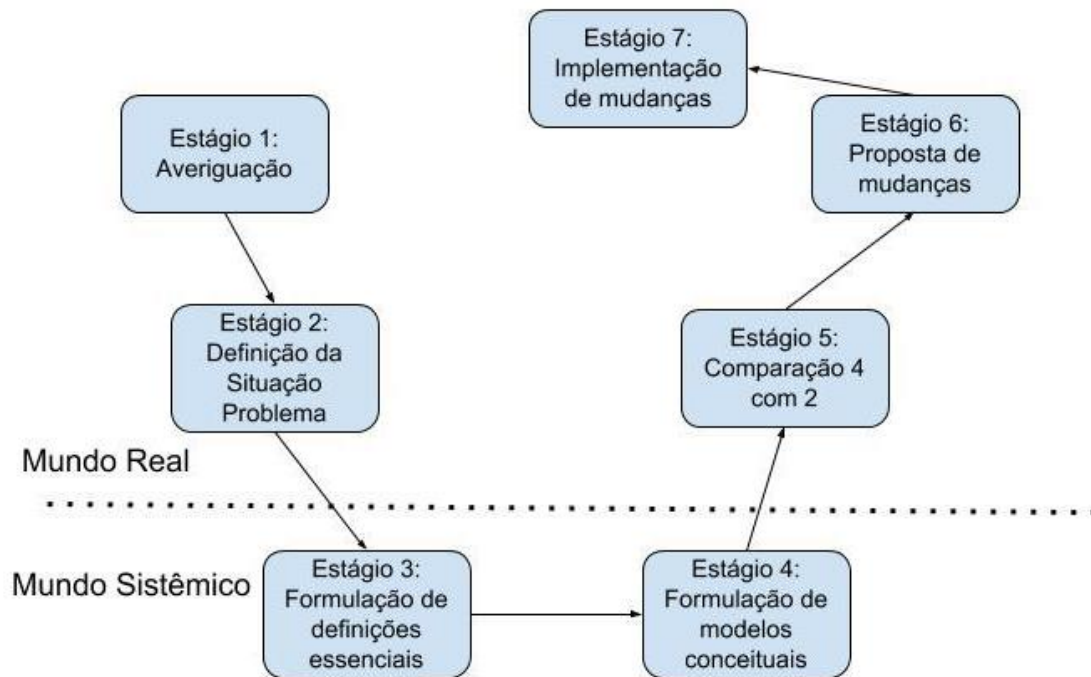 Estágio 1:
Averiguação
Estágio 2:
Definição da
Situação
Problema
Mundo Real
Mundo Sistêmico
Estágio 3:
Formulação de
definições
essenciais
Estágio 4:
Formulação de
modelos
conceituais
Estágio 5:
Comparação 4
com 2
Estágio 6:
Proposta de
mudanças
Estágio 7:
Implementação
de mudanças